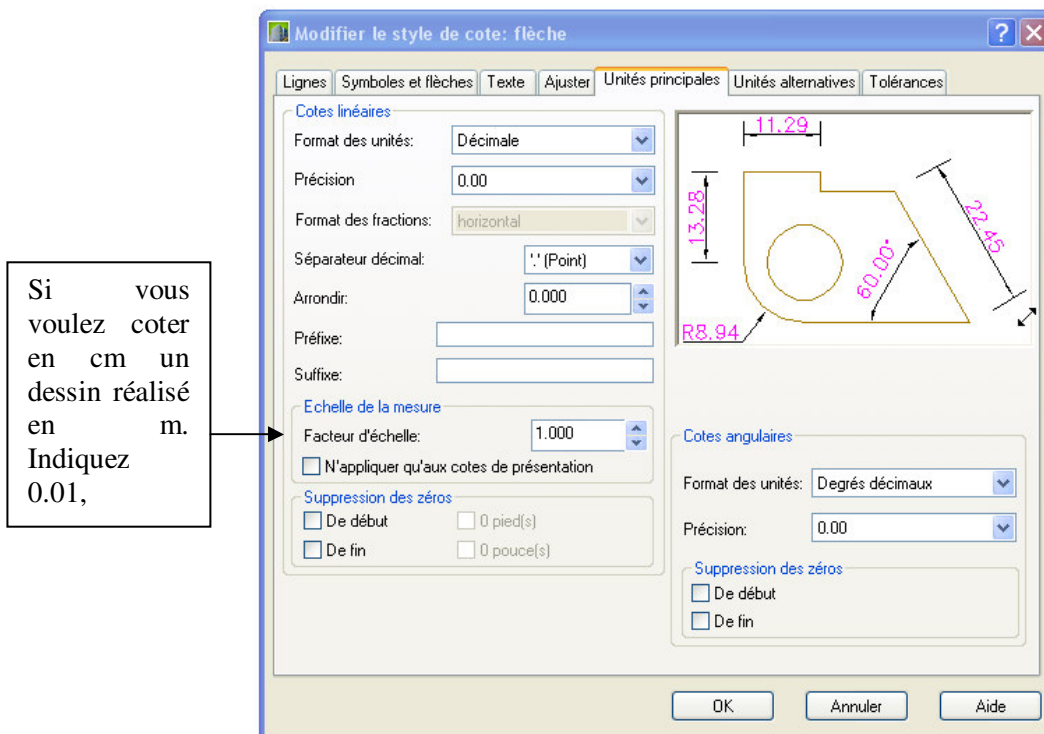 Modifier le style de cote: flèche
Lignes Symboles et flèches Texte Ajuster Unités principales Unités alternatives Tolérances
Cotes linéaires
Format des unités: Décimale
Précision 0.00
Format des fractions: horizontal
Séparateur décimal: '.' (Point)
Arrondir: 0.000
Préfixe:
Suffixe:
Echelle de la mesure
Facteur d'échelle: 1.000
N'appliquer qu'aux cotes de présentation
Suppression des zéros
De début 0 pied(s)
De fin 0 pouce(s)
11.29
13.28
22.45
60.00°
R8.94
Cotes angulaires
Format des unités: Degrés décimaux
Précision: 0.00
Suppression des zéros
De début
De fin
OK Annuler Aide
Si vous
voulez coter
en cm un
dessin réalisé
en m.
Indiquez
0.01,